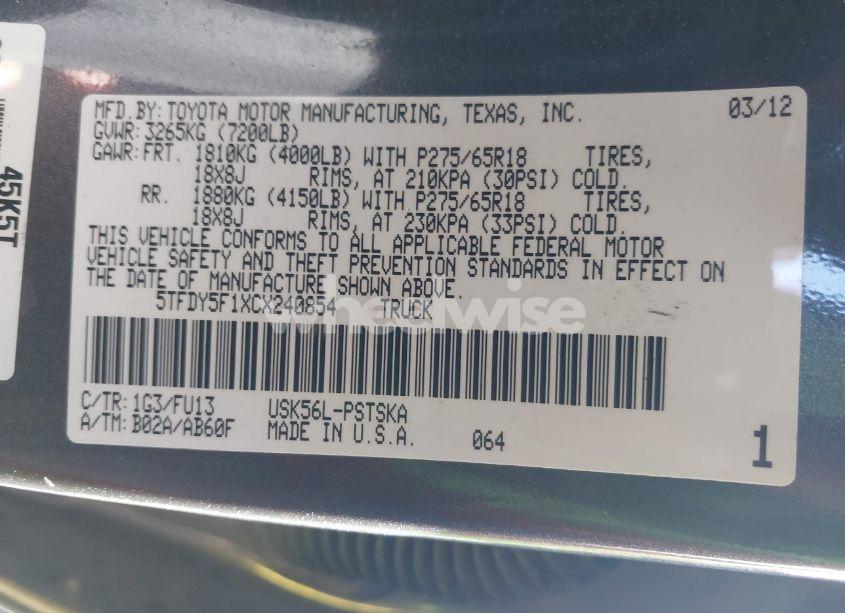 MFD. BY: TOYOTA MOTOR MANUFACTURING, TEXAS, INC. 03/12
GVWR: 3265KG (7200LB)
GAWR: FRT. 1810KG (4000LB) WITH P275/65R18 TIRES,
18X8J RIMS, AT 210KPA (30PSI) COLD.
RR. 1880KG (4150LB) WITH P275/65R18 TIRES,
18X8J RIMS, AT 230KPA (33PSI) COLD.
THIS VEHICLE CONFORMS TO ALL APPLICABLE FEDERAL MOTOR
VEHICLE SAFETY AND THEFT PREVENTION STANDARDS IN EFFECT ON
THE DATE OF MANUFACTURE SHOWN ABOVE.
5TFDY5F1XCX240854 TRUCK
wheelwise
C/TR: 1G3/FU13 USK56L-PSTSKA
A/TM: B02A/AB60F MADE IN U.S.A. 064
1
45K5T